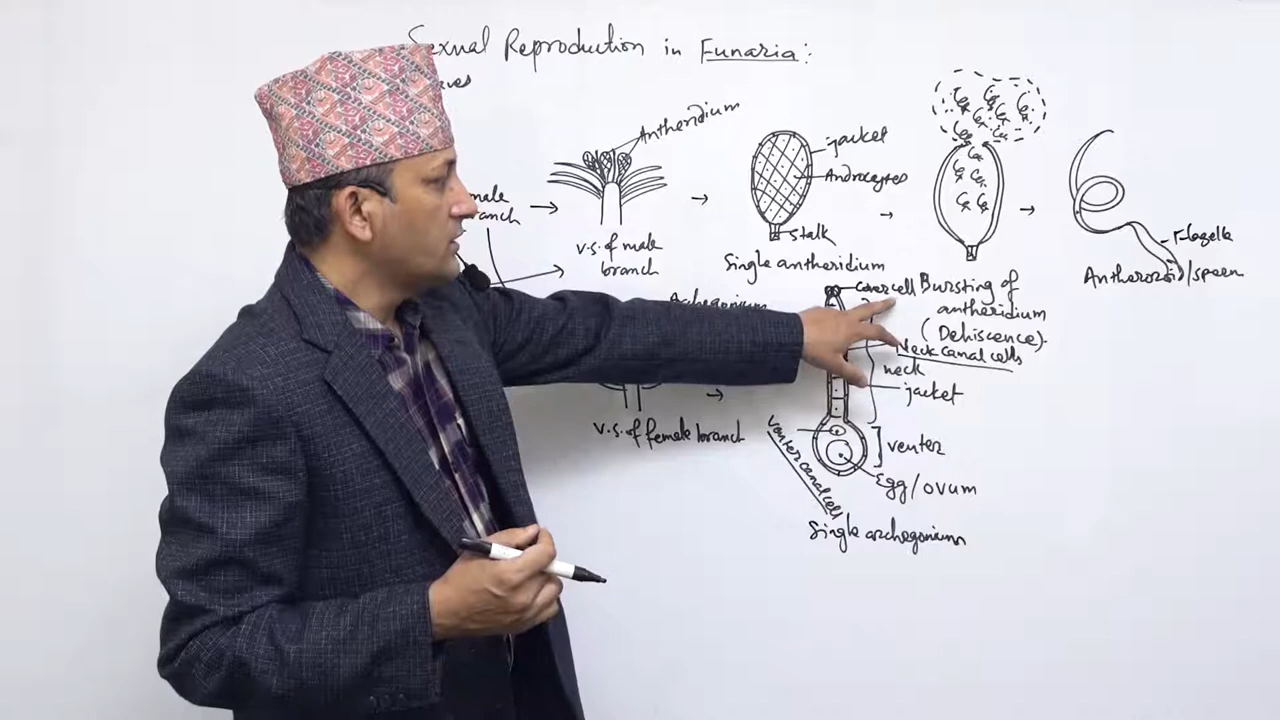 Sexual Reproduction in Funaria:
Antheridium
jacket
Androcytes
stalk
branch
v.s. of male
branch
Single antheridium
Flagella
Antherozoid/sperm
Cover cell
Bursting of
antheridium
(Dehiscence).
Archegonium
Neck canal cells
neck
jacket
v.s. of female branch
venter canal cell
venter
Egg/ovum
Single archegonium